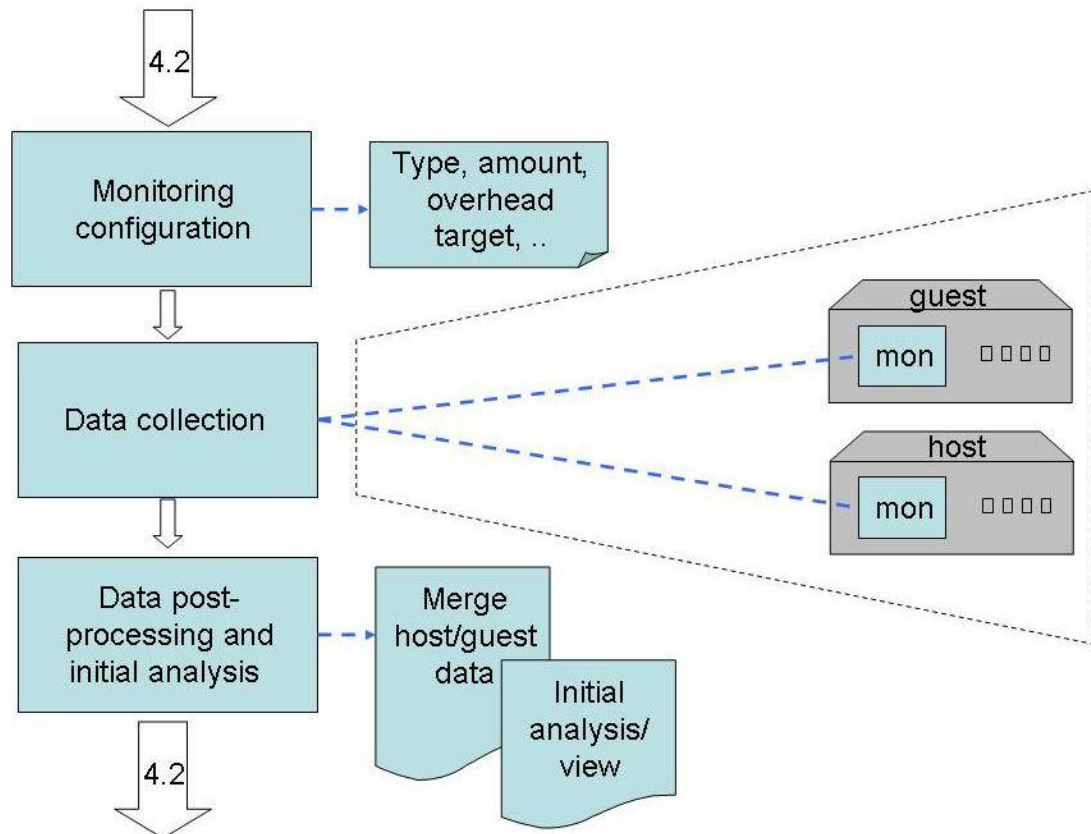 4.2
Monitoring
configuration
Type, amount,
overhead
target, ..
guest
mon
Data collection
host
mon
Data post-
processing and
initial analysis
Merge
host/guest
data
Initial
analysis/
view
4.2